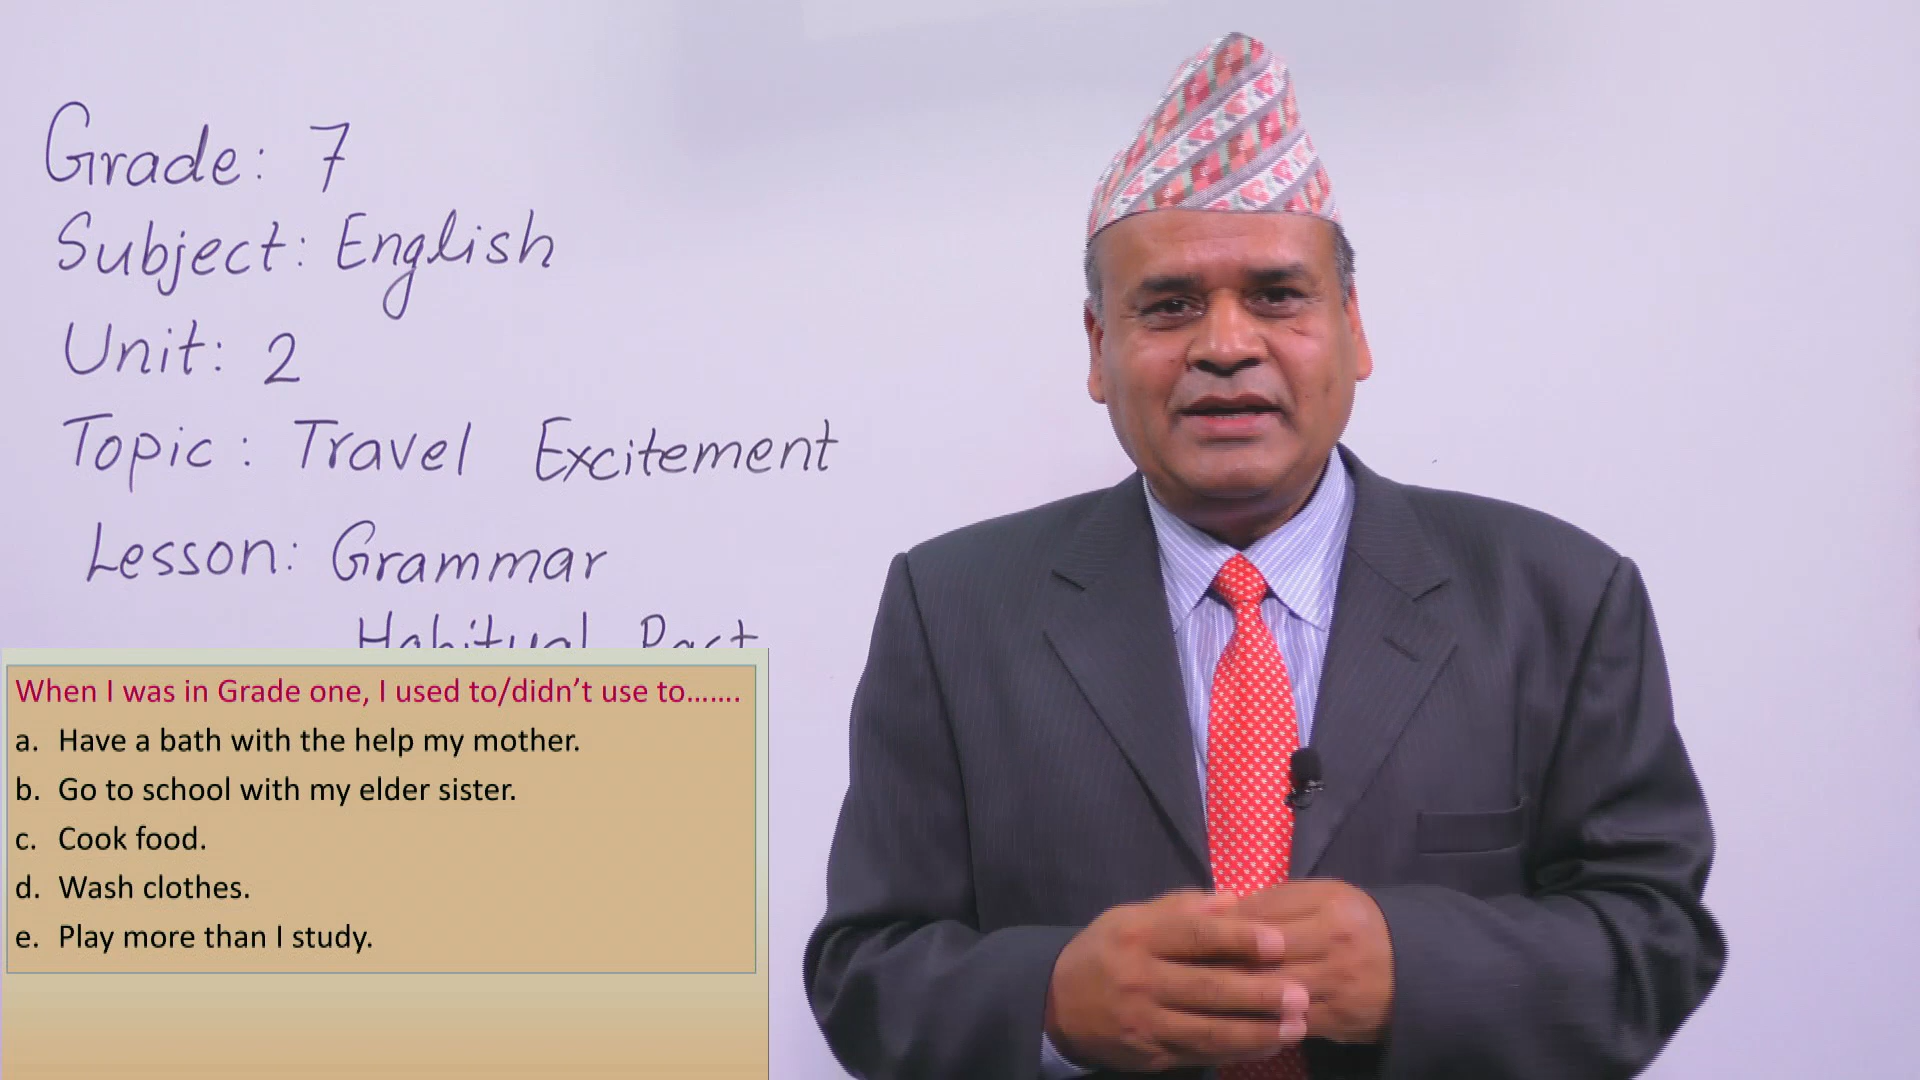 Grade: 7
Subject: English
Unit: 2
Topic: Travel Excitement
Lesson: Grammar
Habitual Past
When I was in Grade one, I used to/didn’t use to.......
a. Have a bath with the help my mother.
b. Go to school with my elder sister.
c. Cook food.
d. Wash clothes.
e. Play more than I study.